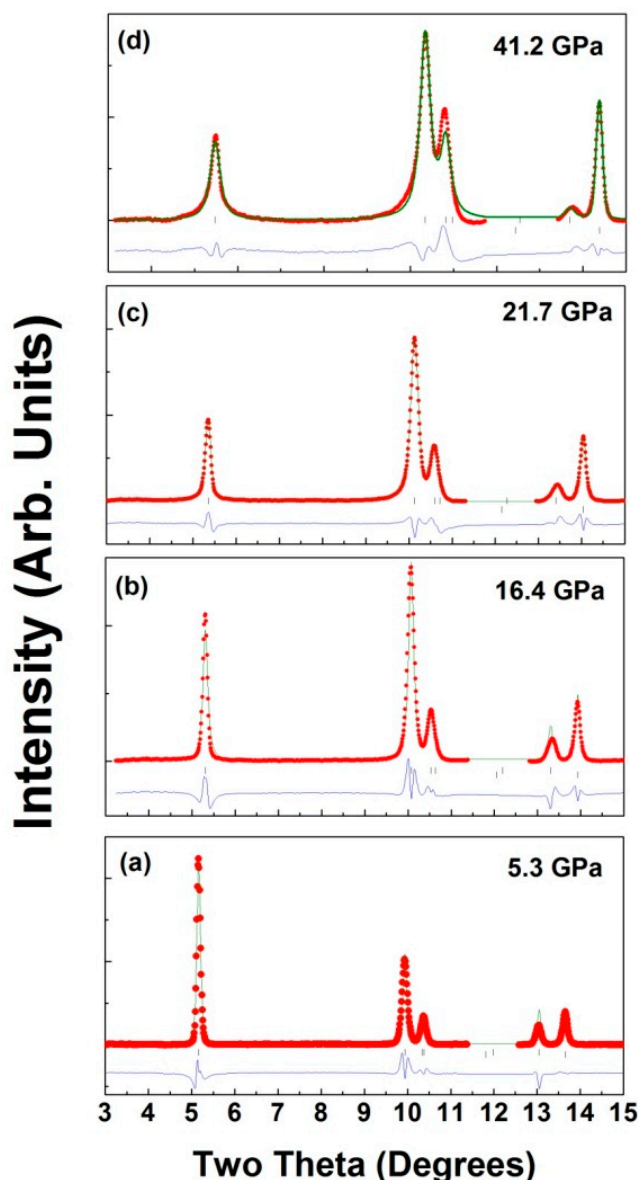 (d)
41.2 GPa
(c)
21.7 GPa
(b)
16.4 GPa
(a)
5.3 GPa
Intensity (Arb. Units)
3 4 5 6 7 8 9 10 11 12 13 14 15
Two Theta (Degrees)